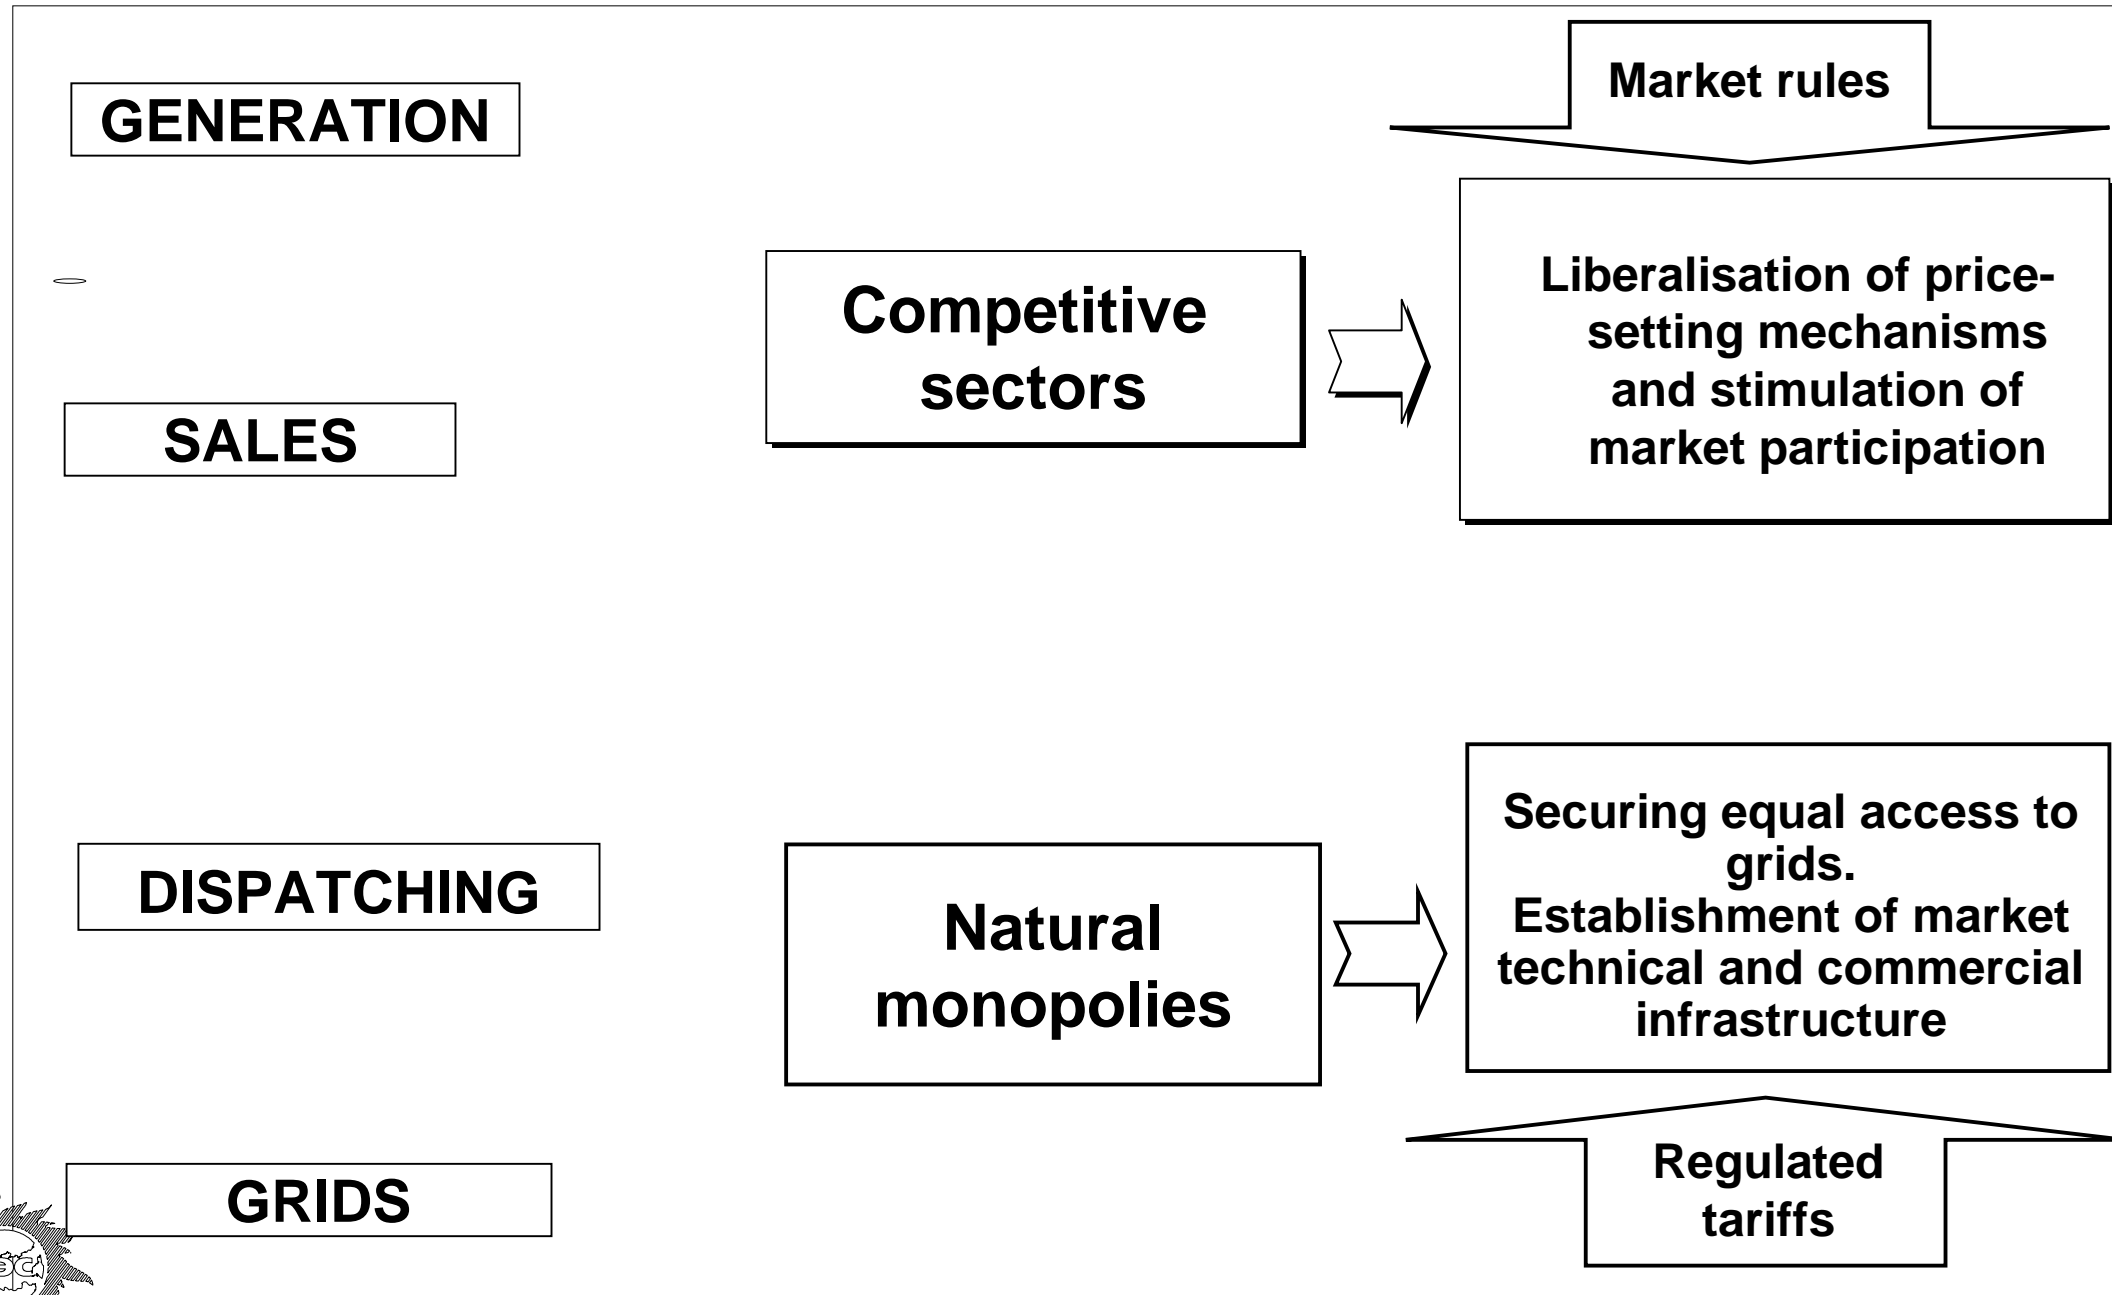 GENERATION
Market rules
Competitive
sectors
Liberalisation of price-
setting mechanisms
and stimulation of
market participation
SALES
DISPATCHING
Natural
monopolies
Securing equal access to
grids.
Establishment of market
technical and commercial
infrastructure
GRIDS
Regulated
tariffs